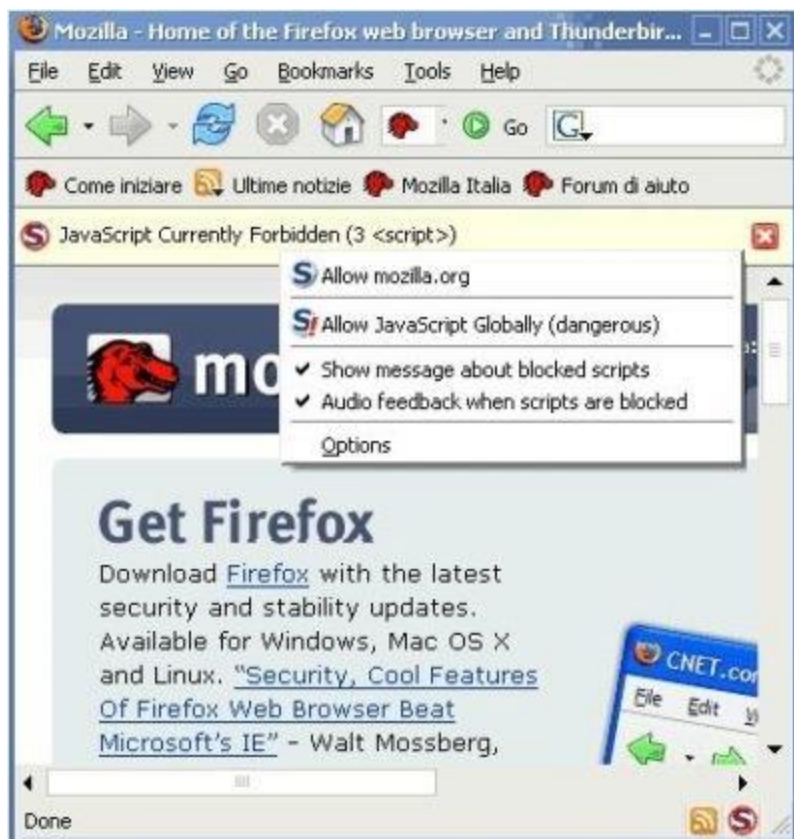 Mozilla - Home of the Firefox web browser and Thunderbir...
File Edit View Go Bookmarks Tools Help
Go G
Come iniziare Ultime notizie Mozilla Italia Forum di aiuto
JavaScript Currently Forbidden (3 <script>)
Allow mozilla.org
Allow JavaScript Globally (dangerous)
Show message about blocked scripts
Audio feedback when scripts are blocked
Options
mo
Get Firefox
Download Firefox with the latest
security and stability updates.
Available for Windows, Mac OS X
and Linux. "Security, Cool Features
Of Firefox Web Browser Beat
Microsoft's IE" - Walt Mossberg,
CNET.com
File Edit
Done